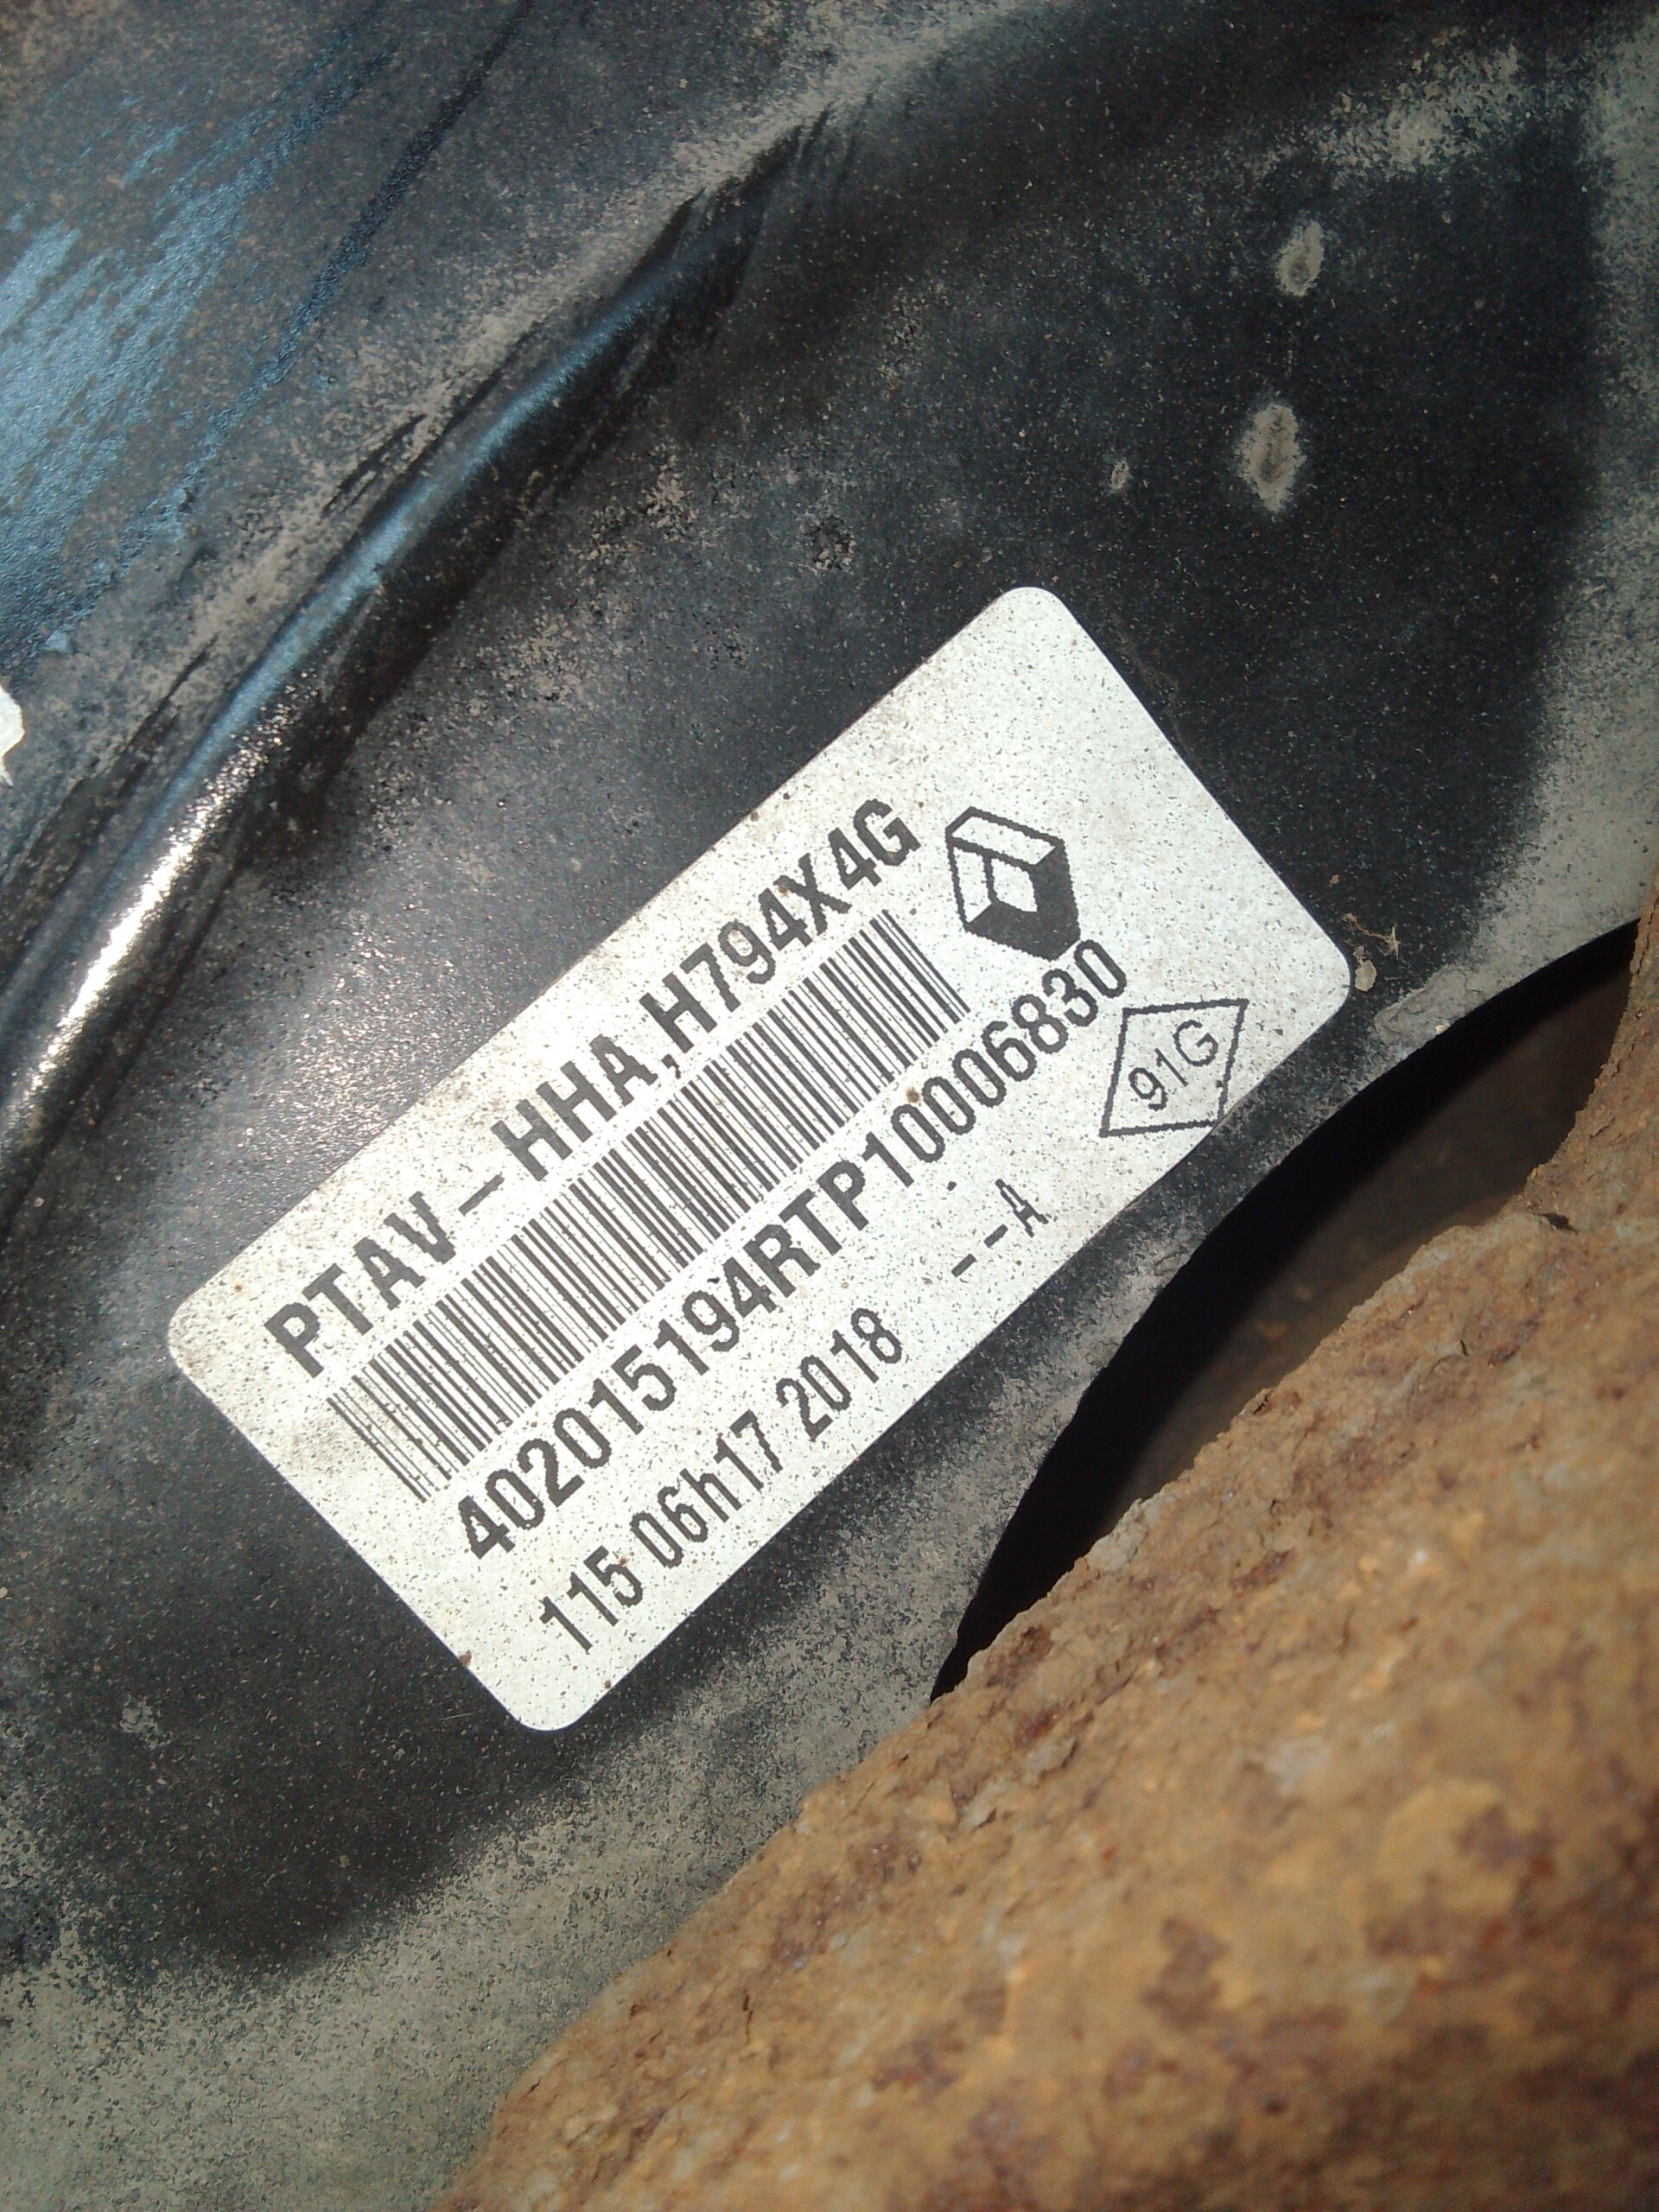 PTAV-HHA,H794X4G
402015194RTP10006830
115 06h17 2018 --A
91G